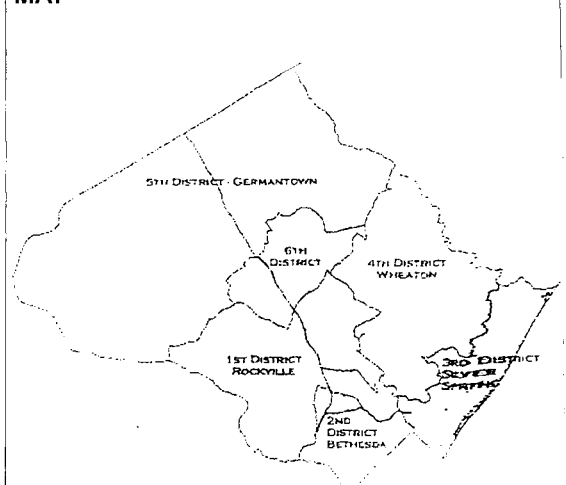 MAP
5TH DISTRICT - GERMANTOWN
6TH
DISTRICT
4TH DISTRICT
WHEATON
1ST DISTRICT
ROCKVILLE
3RD DISTRICT
SILVER
SPRING
2ND
DISTRICT
BETHESDA